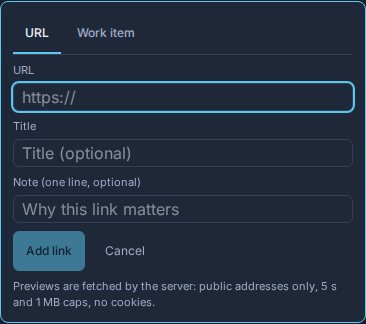 URL Work item
URL
https://
Title
Title (optional)
Note (one line, optional)
Why this link matters
Add link Cancel
Previews are fetched by the server: public addresses only, 5 s
and 1 MB caps, no cookies.